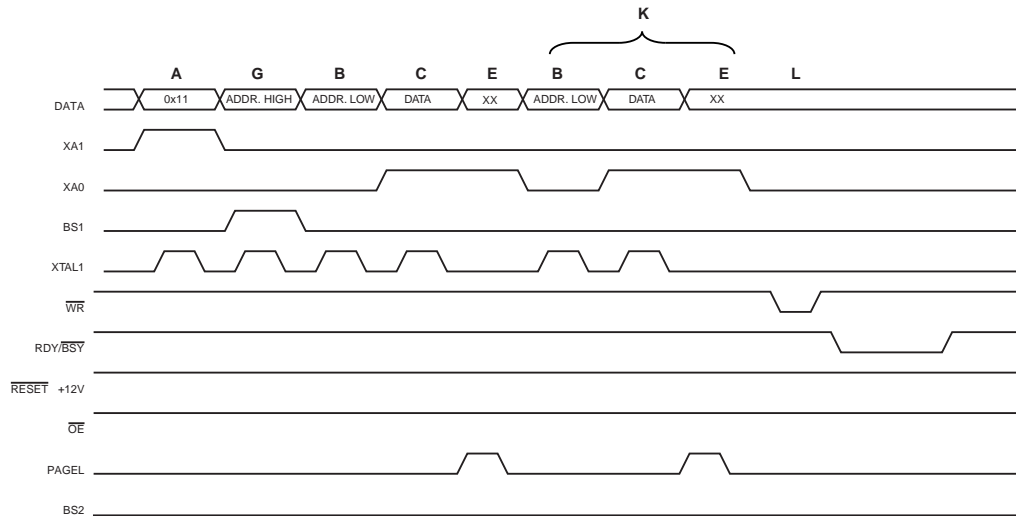 K
A G B C E B C E L
DATA 0x11 ADDR. HIGH ADDR. LOW DATA XX ADDR. LOW DATA XX
XA1
XA0
BS1
XTAL1
WR
RDY/BSY
RESET +12V
OE
PAGEL
BS2